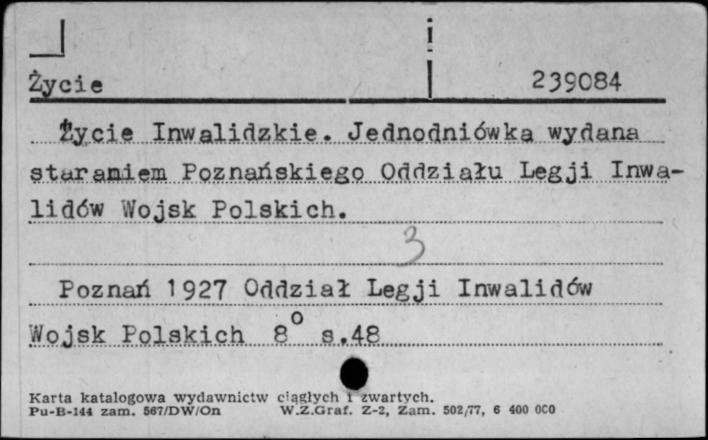 Życie 239084
Życie Inwalidzkie. Jednodniówka wydana
staraniem Poznańskiego Oddziału Legji Inwa-
lidów Wojsk Polskich.
3
Poznań 1927 Oddział Legji Inwalidów
Wojsk Polskich 8° s.48
Karta katalogowa wydawnictw ciągłych i zwartych.
Pu-B-144 zam. 567/DW/On W.Z.Graf. Z-2, Zam. 502/77, 6 400 000